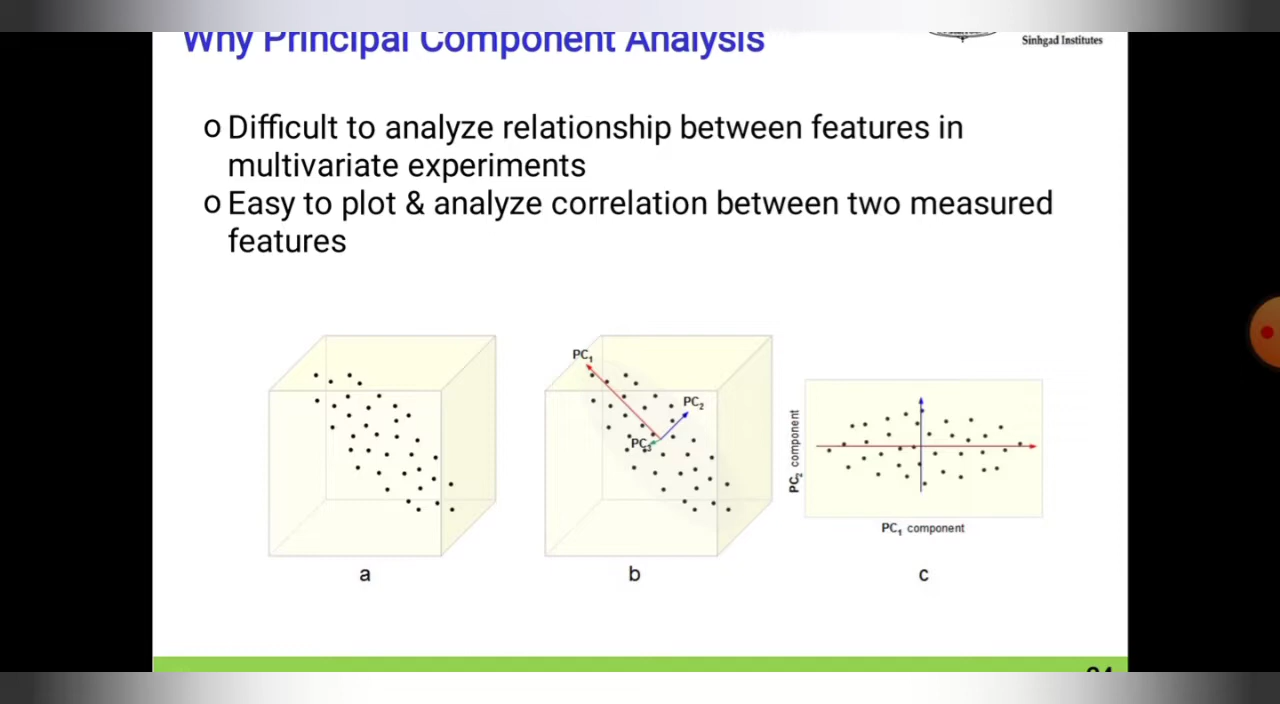 Why Principal Component Analysis
Sinhgad Institutes
o Difficult to analyze relationship between features in
multivariate experiments
o Easy to plot & analyze correlation between two measured
features
PC1
PC2
PC3
PC2 component
PC1 component
a
b
c